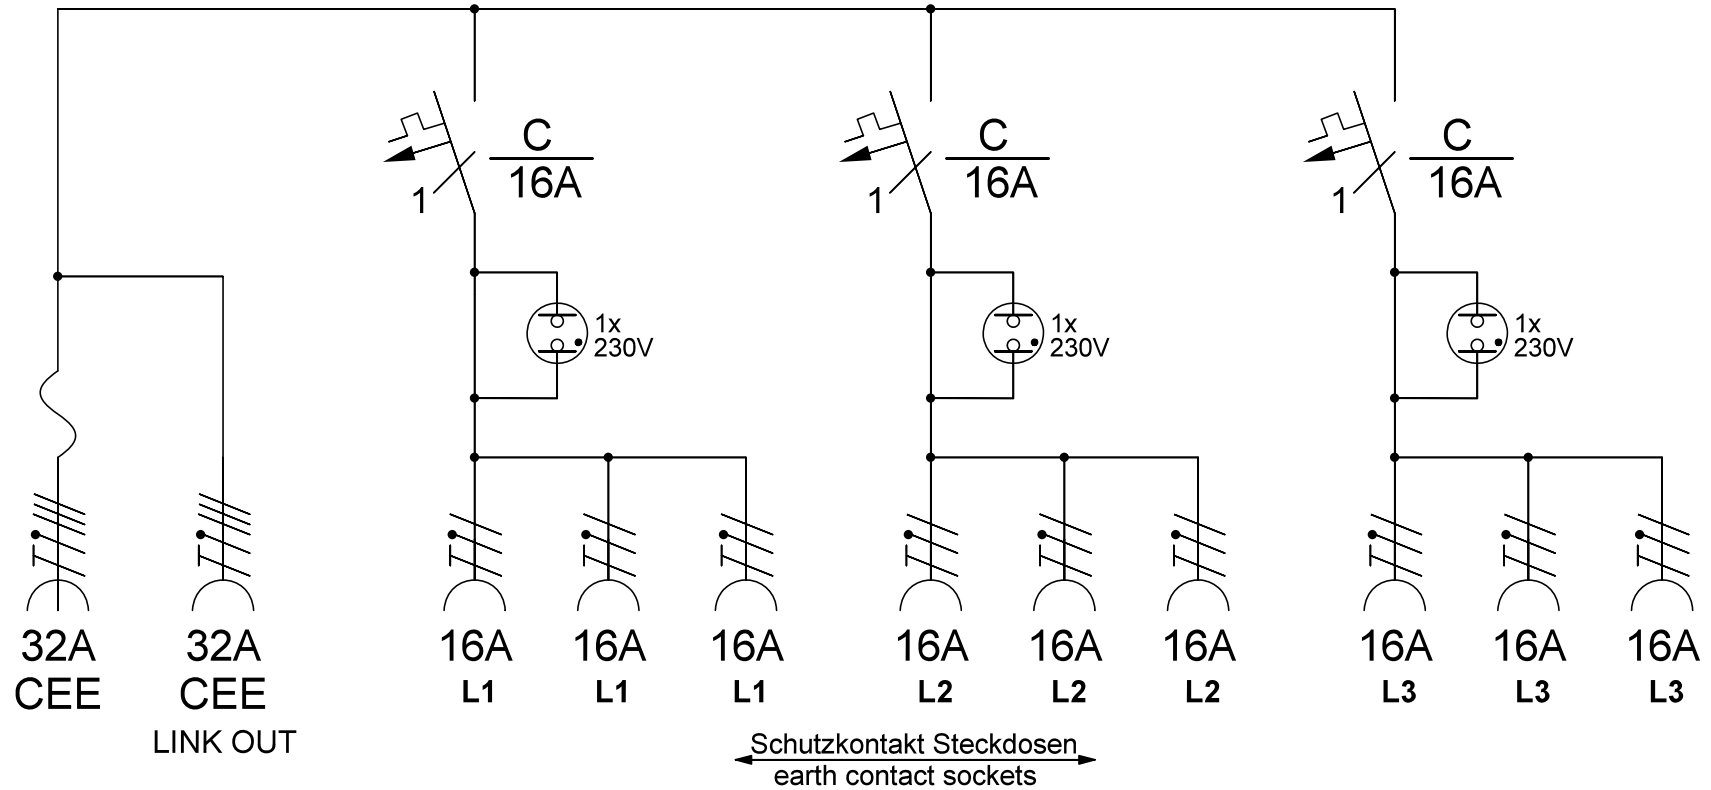 C
16A
1
C
16A
1
C
16A
1
1x
230V
1x
230V
1x
230V
32A
CEE
32A
CEE
LINK OUT
16A
L1
16A
L1
16A
L1
16A
L2
16A
L2
16A
L2
16A
L3
16A
L3
16A
L3
Schutzkontakt Steckdosen
earth contact sockets